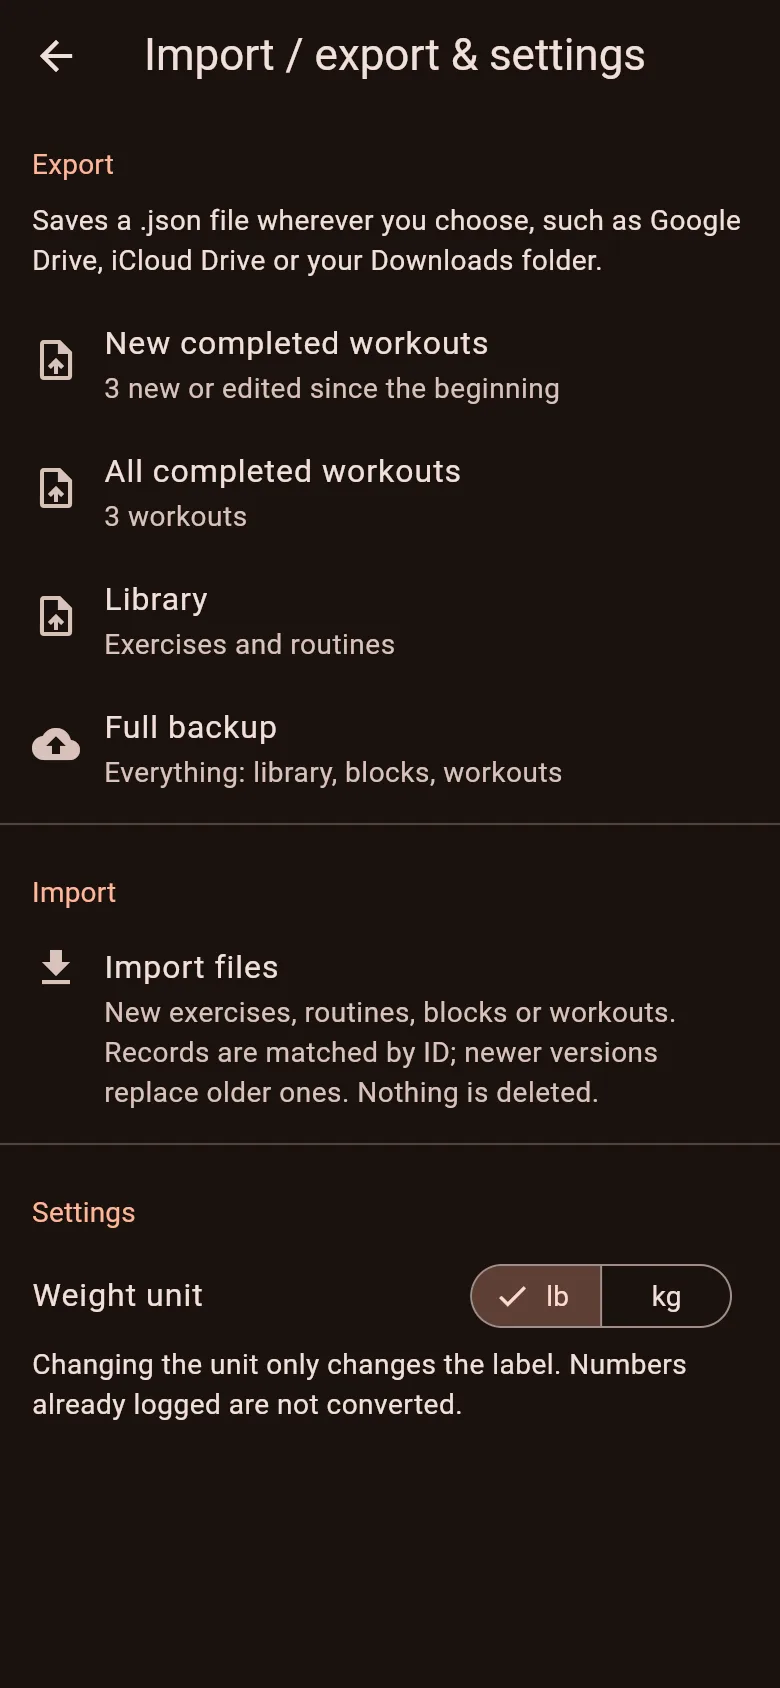 Import / export & settings
Export
Saves a .json file wherever you choose, such as Google
Drive, iCloud Drive or your Downloads folder.
New completed workouts
3 new or edited since the beginning
All completed workouts
3 workouts
Library
Exercises and routines
Full backup
Everything: library, blocks, workouts
Import
Import files
New exercises, routines, blocks or workouts.
Records are matched by ID; newer versions
replace older ones. Nothing is deleted.
Settings
Weight unit
lb
kg
Changing the unit only changes the label. Numbers
already logged are not converted.